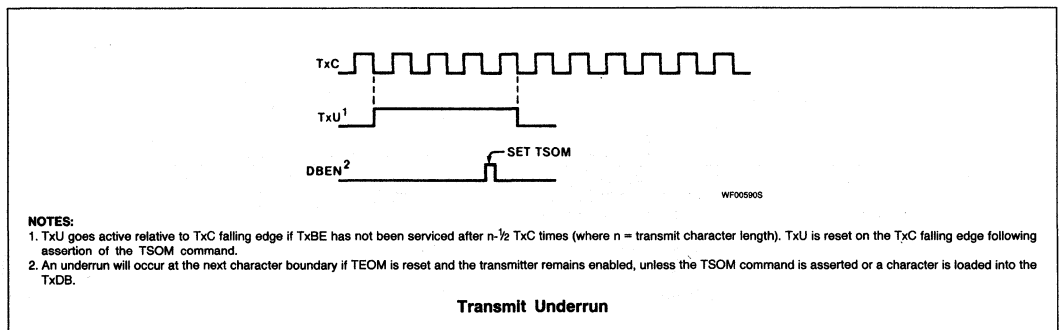 TxC
TxU1
SET TSOM
DBEN2
WF00590S
NOTES:
1. TxU goes active relative to TxC falling edge if TxBE has not been serviced after n-½ TxC times (where n = transmit character length). TxU is reset on the TxC falling edge following
assertion of the TSOM command.
2. An underrun will occur at the next character boundary if TEOM is reset and the transmitter remains enabled, unless the TSOM command is asserted or a character is loaded into the
TxDB.
Transmit Underrun